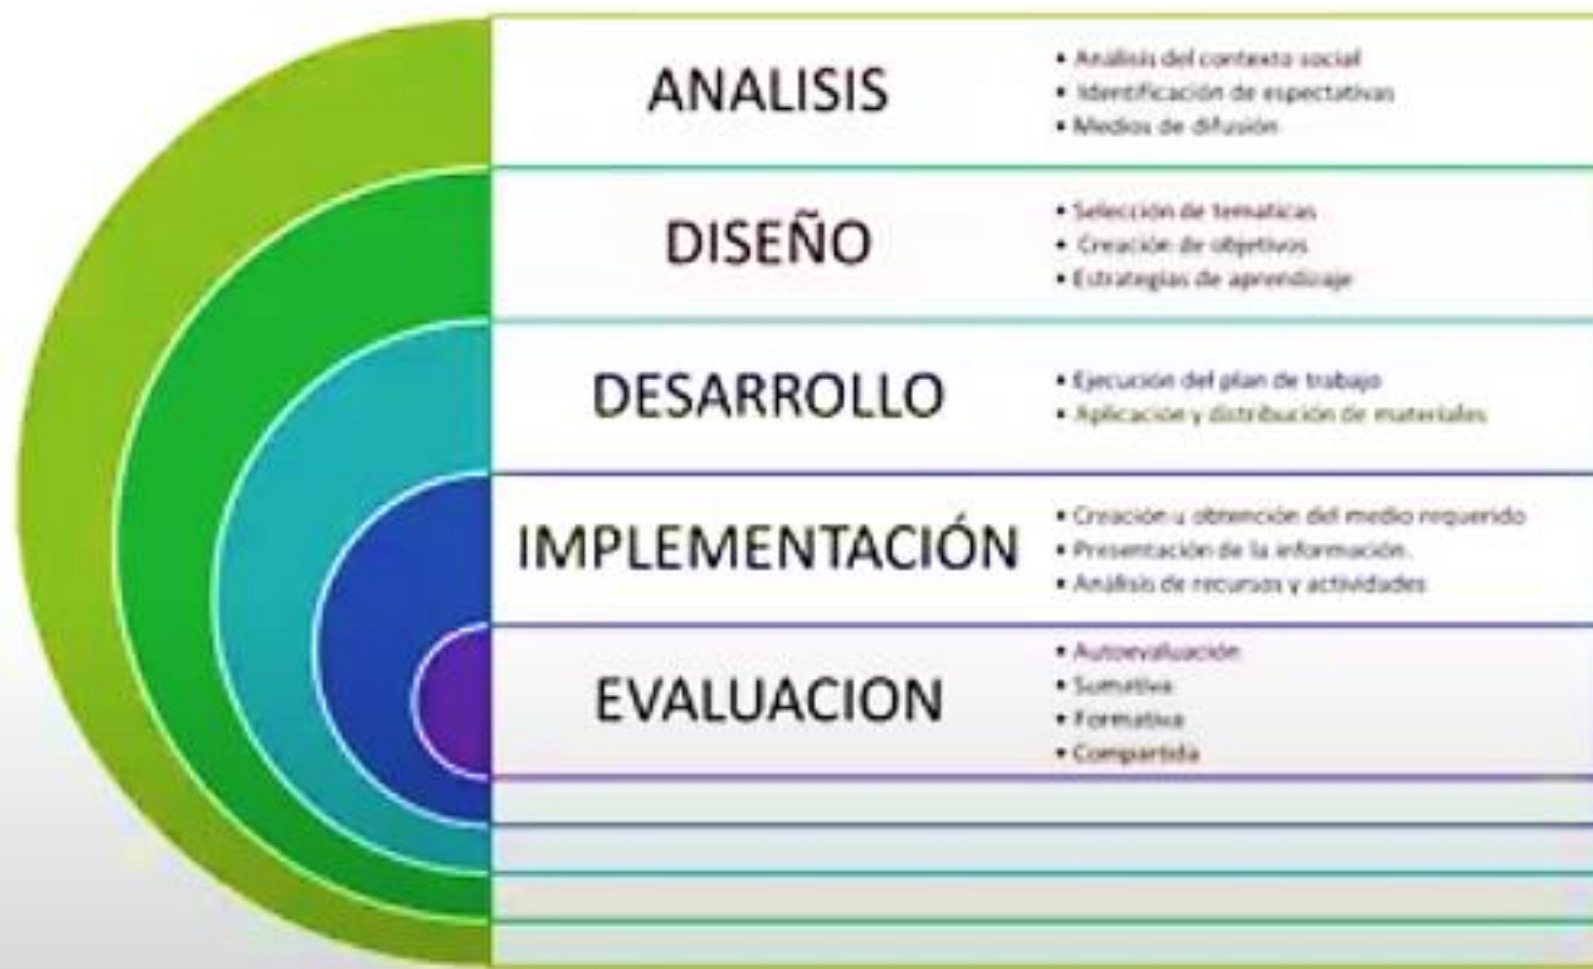 ANALISIS
• Análisis del contexto social
• Identificación de espectativas
• Medios de difusión
DISEÑO
• Selección de tematicas
• Creación de objetivos
• Estrategias de aprendizaje
DESARROLLO
• Ejecución del plan de trabajo
• Aplicación y distribución de materiales
IMPLEMENTACIÓN
• Creación u obtención del medio requerido
• Presentación de la información.
• Análisis de recursos y actividades
EVALUACION
• Autoevaluación
• Sumativa
• Formativa
• Compartida